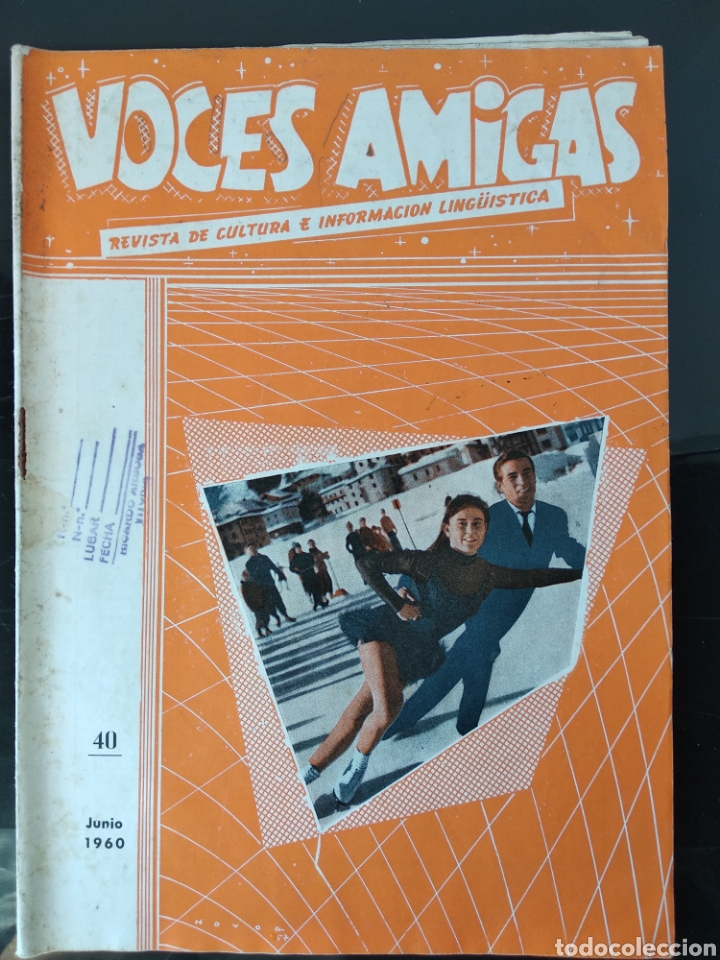 VOCES AMIGAS
REVISTA DE CULTURA E INFORMACION LINGÜISTICA
N-n.º
LUGAR
FECHA
40
Junio
1960
todocoleccion